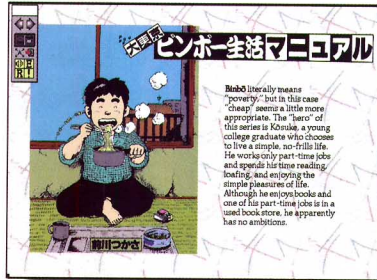 大東京
ビンボー生活マニュアル
Binbō literally means
"poverty," but in this case
"cheap" seems a little more
appropriate. The "hero" of
this series is Kōsuke, a young
college graduate who chooses
to live a simple, no-frills life.
He works only part-time jobs
and spends his time reading,
loafing, and enjoying the
simple pleasures of life.
Although he enjoys books and
one of his part-time jobs is in a
used book store, he apparently
has no ambitions.
前川つかさ